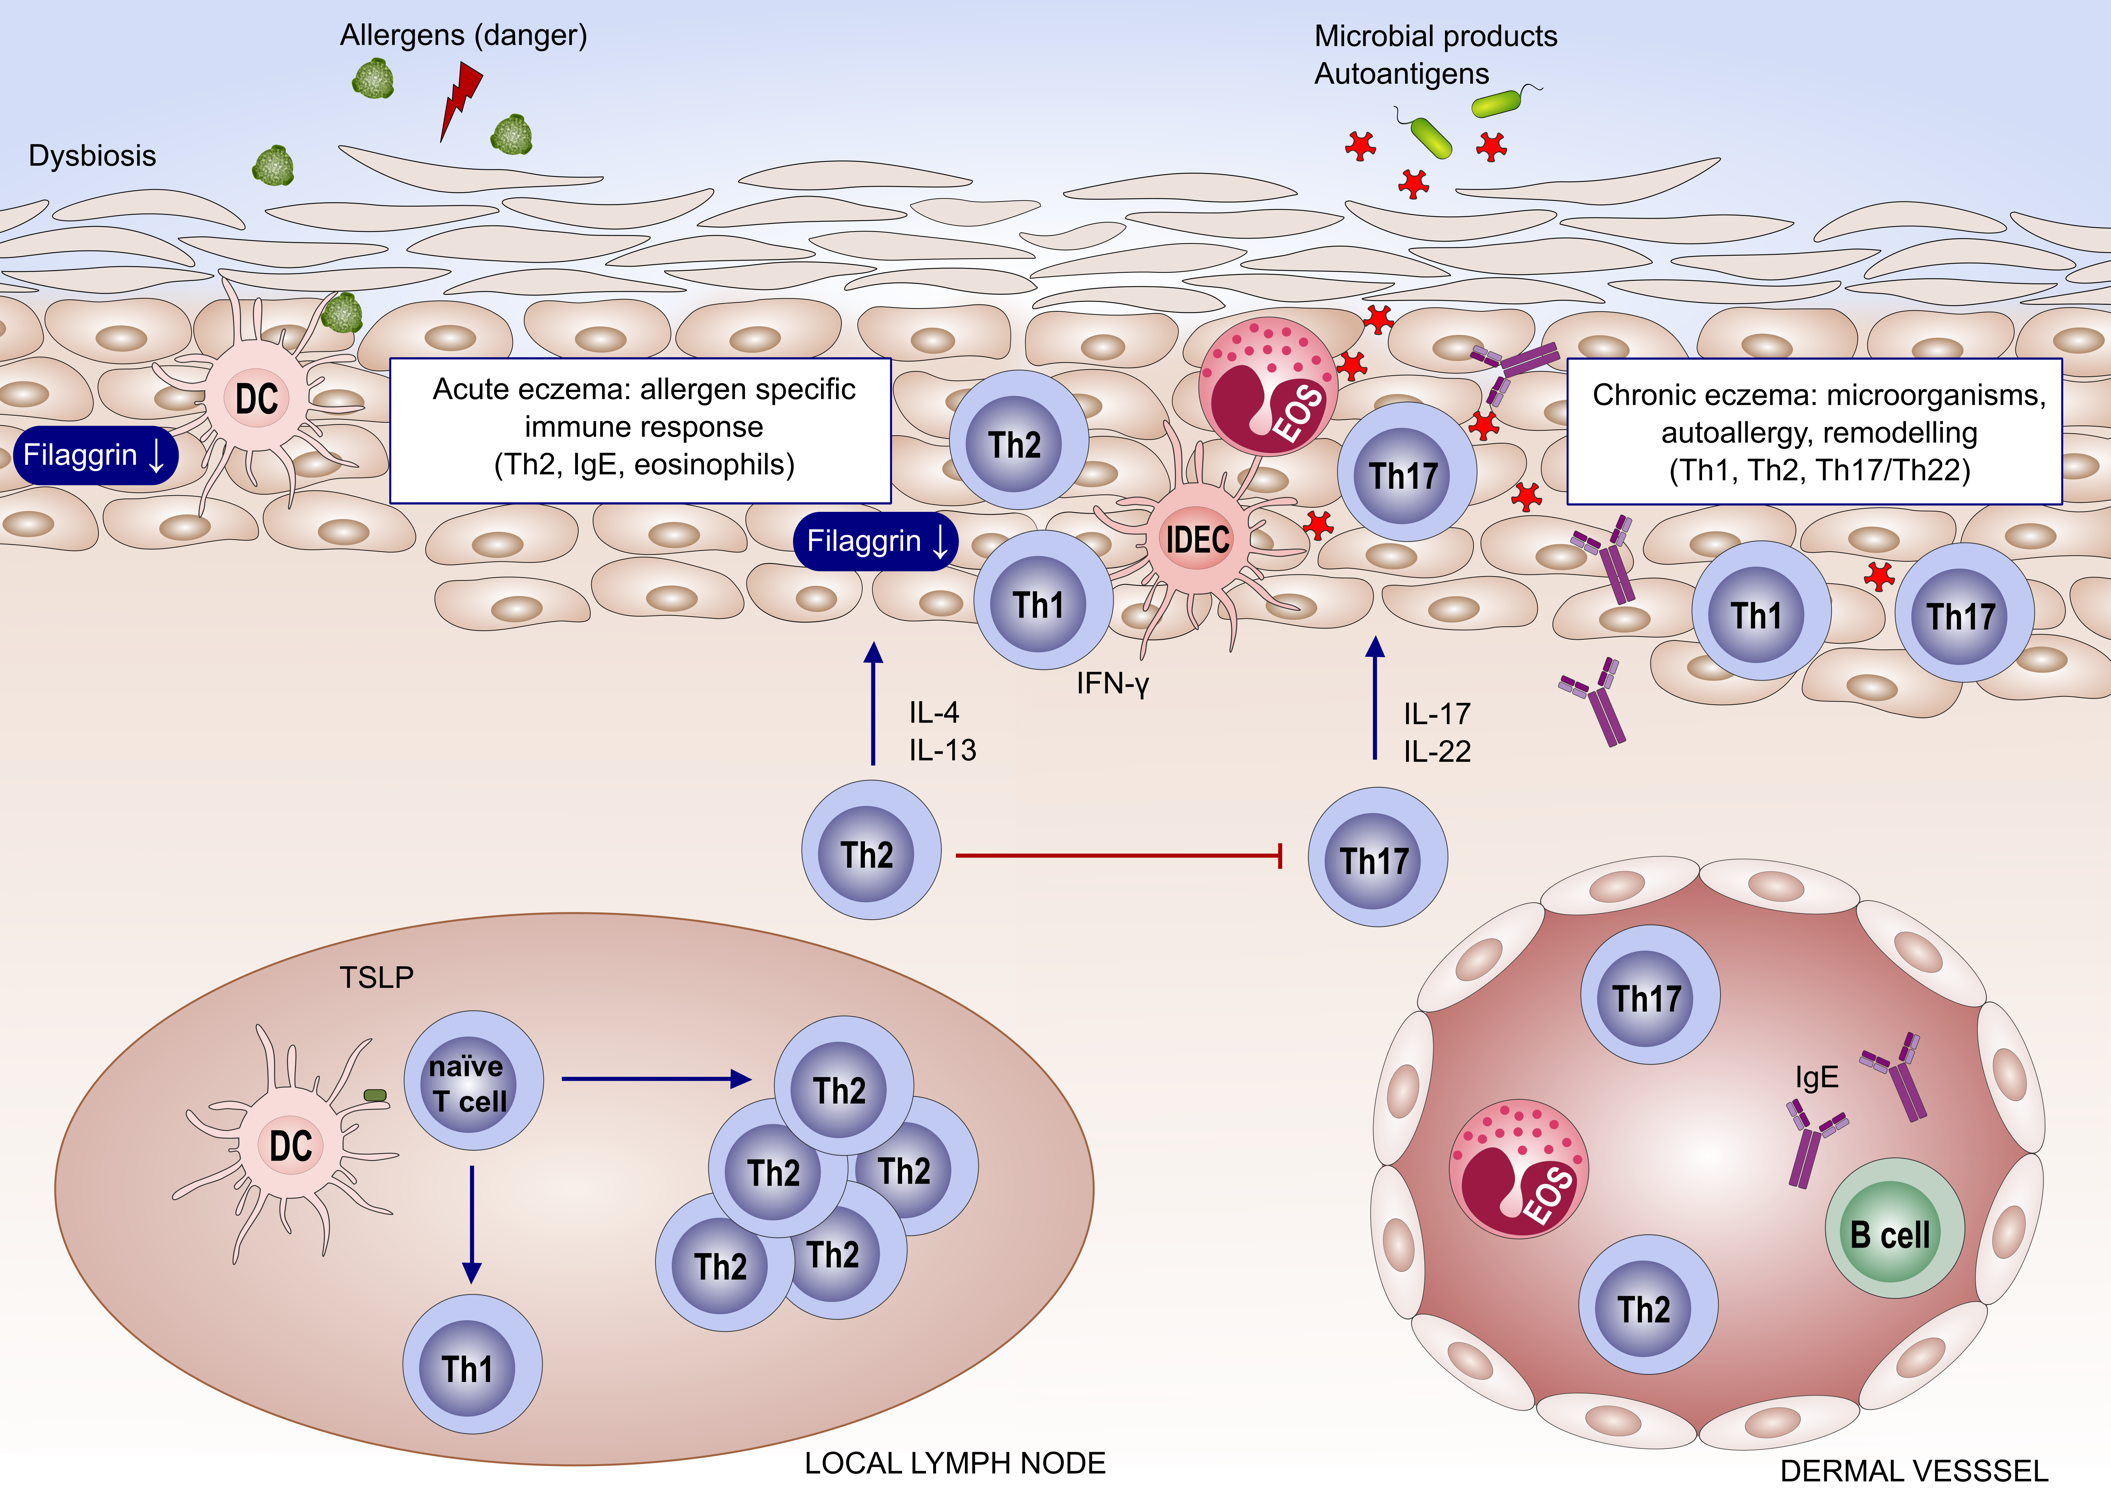 Allergens (danger)
Microbial products
Autoantigens
Dysbiosis
DC
Filaggrin ↓
Acute eczema: allergen specific
immune response
(Th2, IgE, eosinophils)
Filaggrin ↓
Th2
Th1
IFN-γ
EOS
IDEC
Th17
Chronic eczema: microorganisms,
autoallergy, remodelling
(Th1, Th2, Th17/Th22)
Th1
Th17
IL-4
IL-13
IL-17
IL-22
Th2
Th17
TSLP
DC
naïve
T cell
Th2
Th2
Th2
Th2
Th2
Th1
LOCAL LYMPH NODE
Th17
IgE
EOS
B cell
Th2
DERMAL VESSSEL